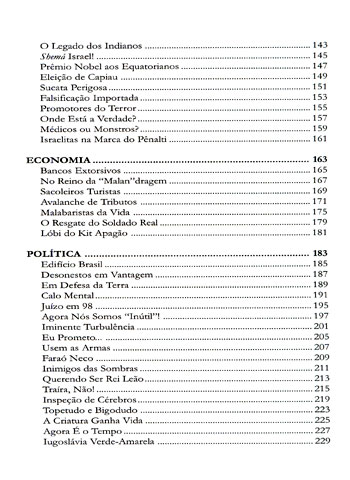 O Legado dos Indianos ........ 143
Shemá Israel! ........ 145
Prêmio Nobel aos Equatorianos ........ 147
Eleição de Capiau ........ 149
Sucata Perigosa ........ 151
Falsificação Importada ........ 153
Promotores do Terror ........ 155
Onde Está a Verdade? ........ 157
Médicos ou Monstros? ........ 159
Israelitas na Marca do Pênalti ........ 161
ECONOMIA ........ 163
Bancos Extorsivos ........ 165
No Reino da “Malan”dragem ........ 167
Sacoleiros Turistas ........ 169
Avalanche de Tributos ........ 171
Malabaristas da Vida ........ 175
O Resgate do Soldado Real ........ 179
Lôbi do Kit Apagão ........ 181
POLÍTICA ........ 183
Edifício Brasil ........ 185
Desonestos em Vantagem ........ 187
Em Defesa da Terra ........ 189
Calo Mental ........ 191
Juízo em 98 ........ 195
Agora Nós Somos “Inútil”! ........ 197
Iminente Turbulência ........ 201
Eu Prometo... ........ 205
Usem as Armas ........ 207
Faraó Neco ........ 209
Inimigos das Sombras ........ 211
Querendo Ser Rei Leão ........ 213
Traíra, Não! ........ 215
Inspeção de Cérebros ........ 219
Topetudo e Bigodudo ........ 223
A Criatura Ganha Vida ........ 225
Agora É o Tempo ........ 227
Iugoslávia Verde-Amarela ........ 229